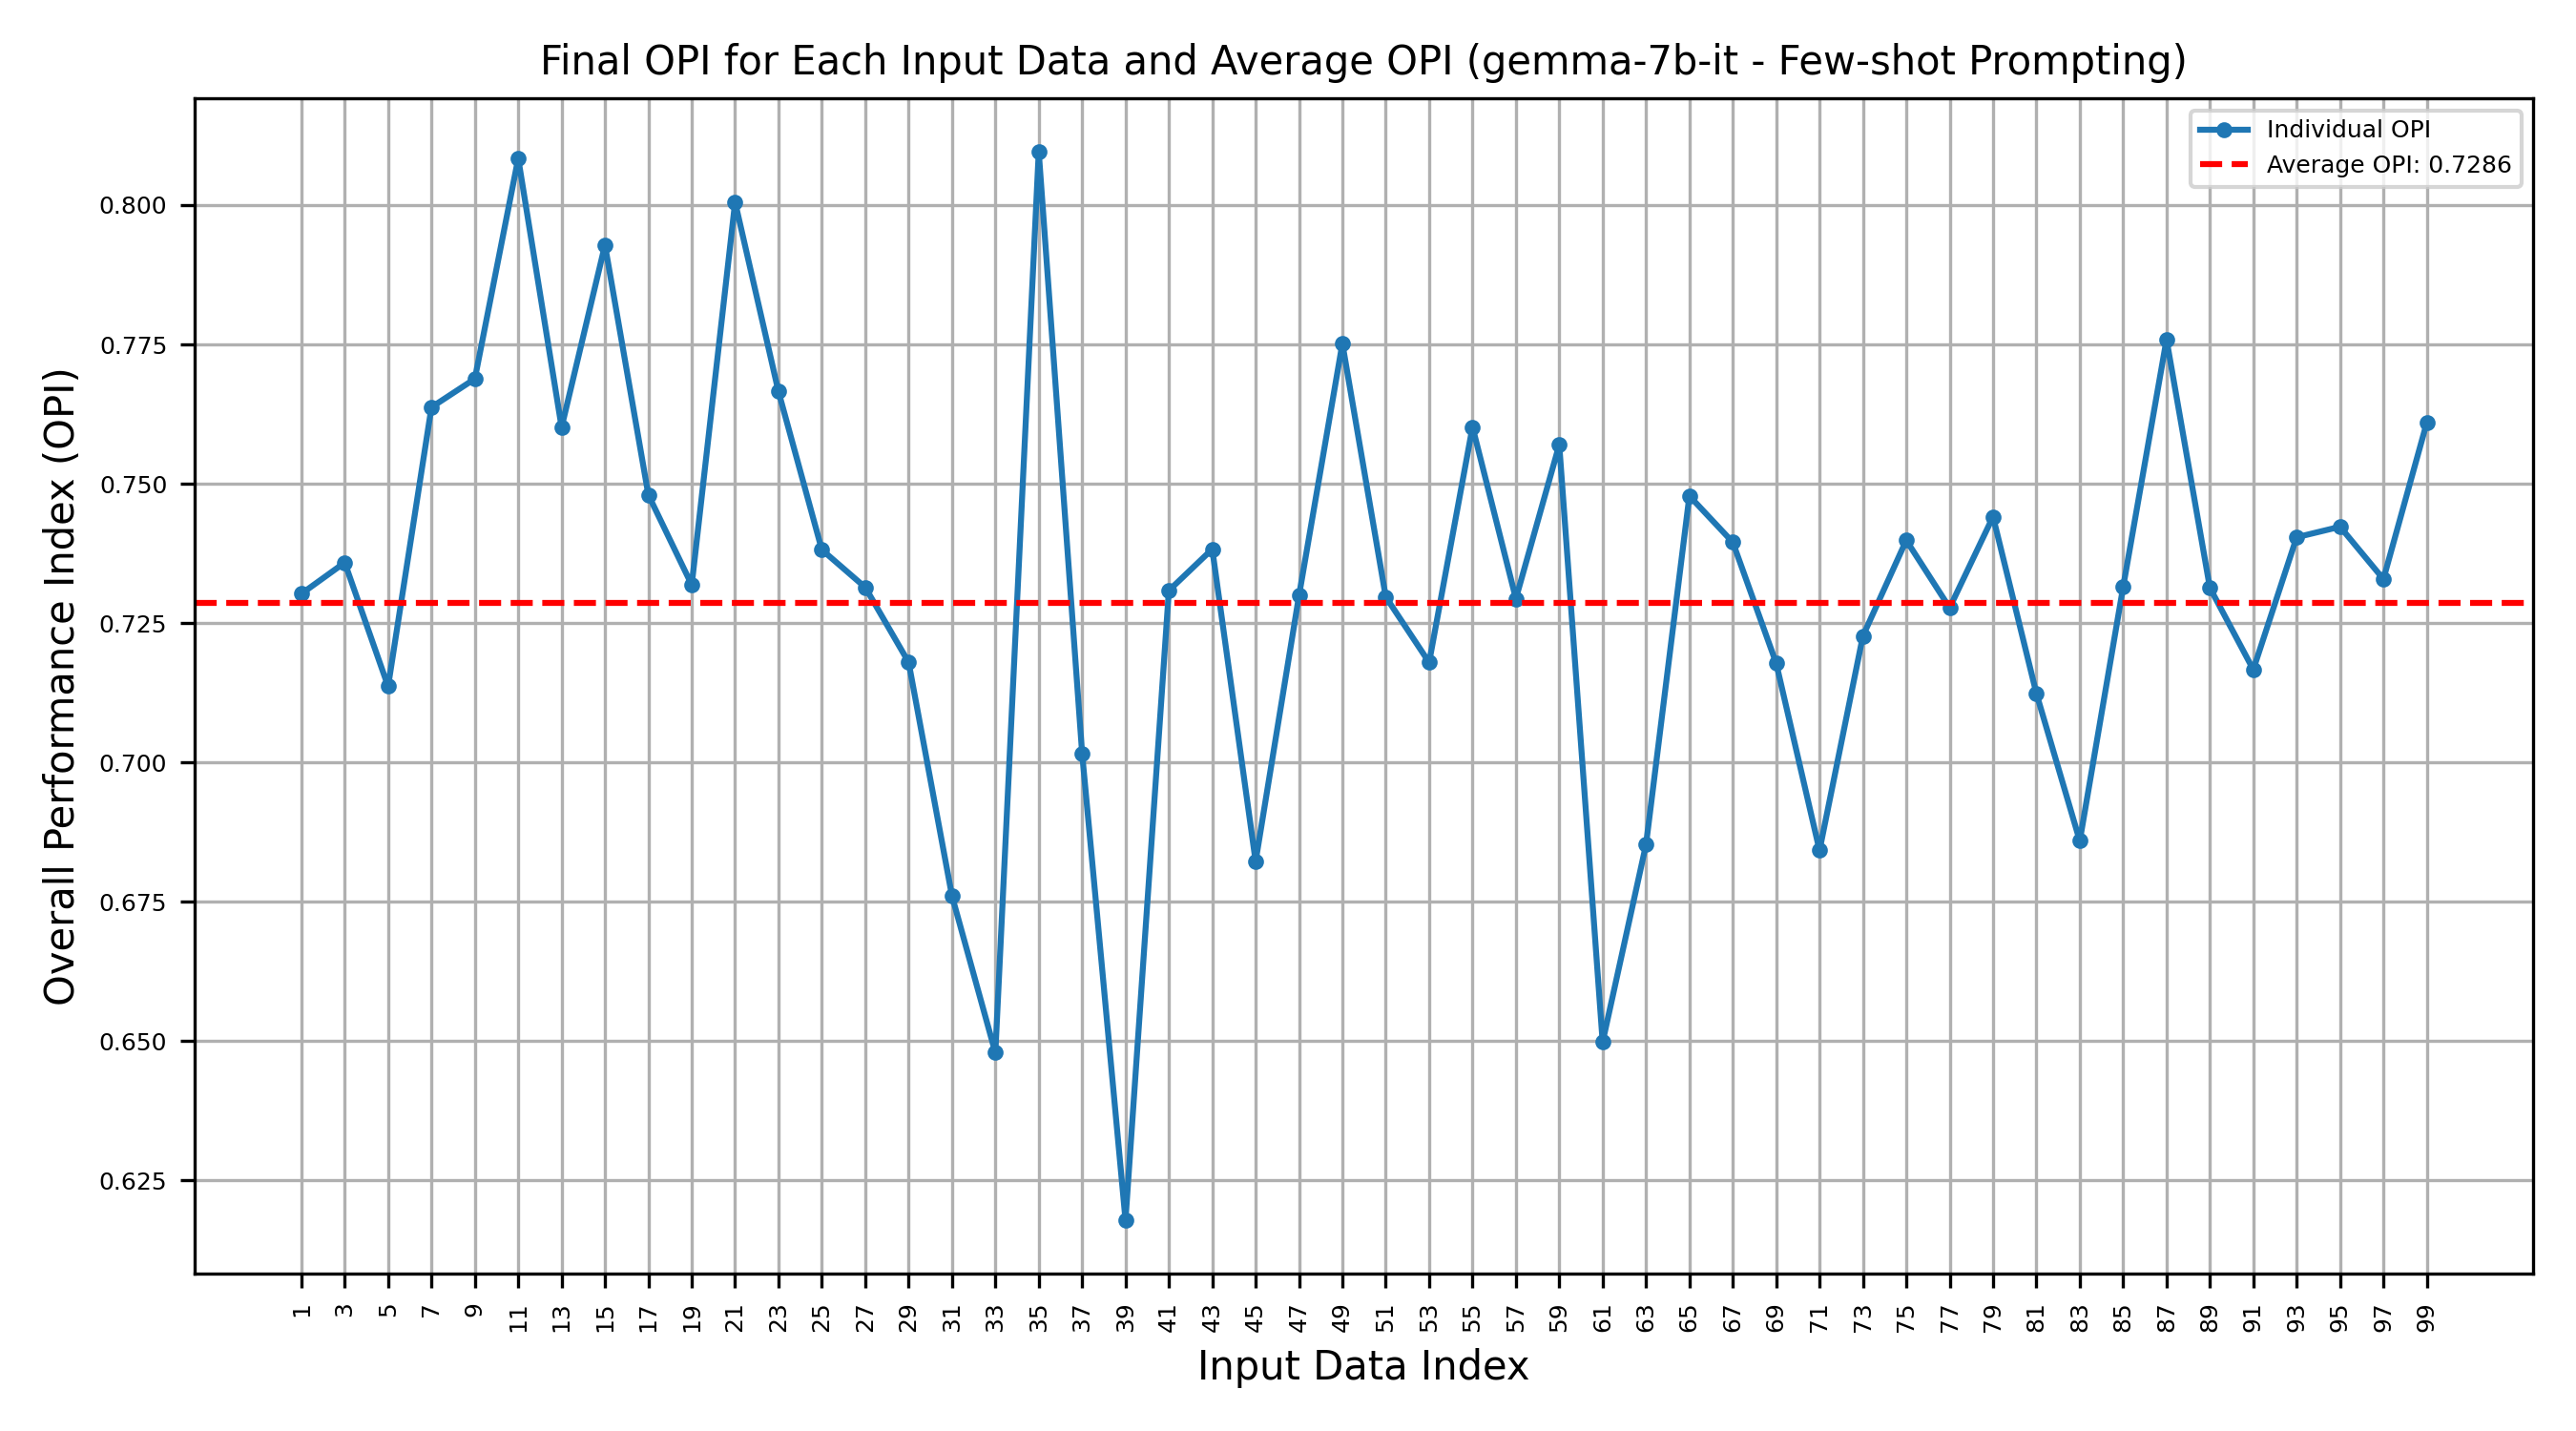 Final OPI for Each Input Data and Average OPI (gemma-7b-it - Few-shot Prompting)
Individual OPI
Average OPI: 0.7286
Overall Performance Index (OPI)
0.800
0.775
0.750
0.725
0.700
0.675
0.650
0.625
1 3 5 7 9 11 13 15 17 19 21 23 25 27 29 31 33 35 37 39 41 43 45 47 49 51 53 55 57 59 61 63 65 67 69 71 73 75 77 79 81 83 85 87 89 91 93 95 97 99
Input Data Index